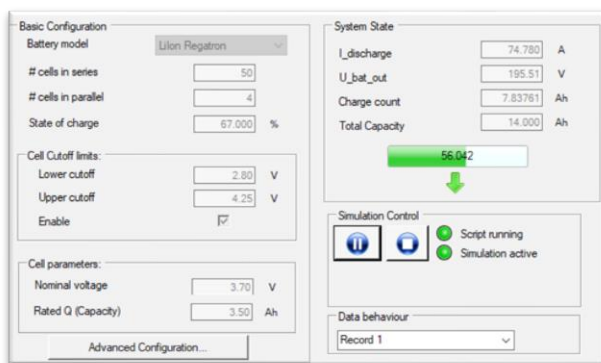 Basic Configuration
Battery model LiIon Regatron
# cells in series 50
# cells in parallel 4
State of charge 67.000 %
Cell Cutoff limits:
Lower cutoff 2.80 V
Upper cutoff 4.25 V
Enable
Cell parameters:
Nominal voltage 3.70 V
Rated Q (Capacity) 3.50 Ah
Advanced Configuration...
System State
I_discharge 74.780 A
U_bat_out 195.51 V
Charge count 7.83761 Ah
Total Capacity 14.000 Ah
56.042
Simulation Control
Script running
Simulation active
Data behaviour
Record 1